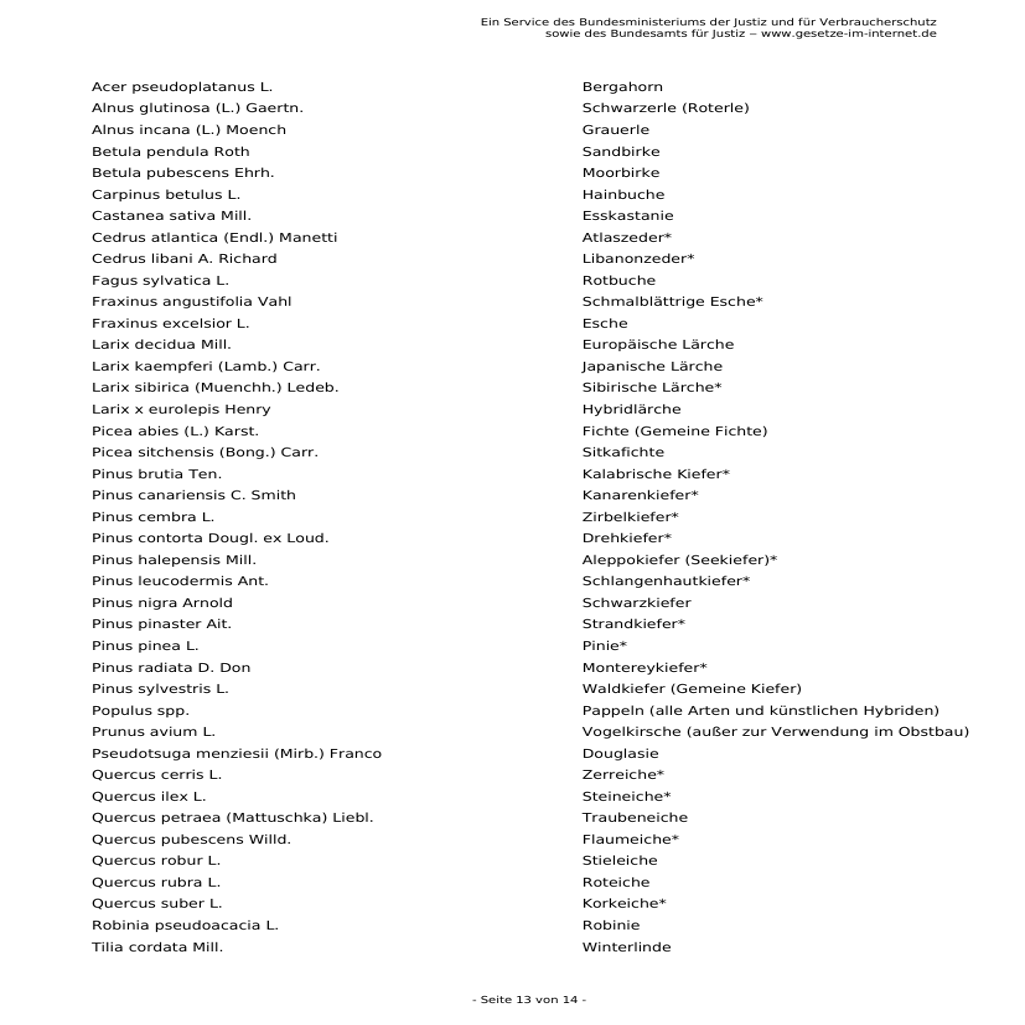 Ein Service des Bundesministeriums der Justiz und für Verbraucherschutz
sowie des Bundesamts für Justiz – www.gesetze-im-internet.de
Acer pseudoplatanus L. Bergahorn
Alnus glutinosa (L.) Gaertn. Schwarzerle (Roterle)
Alnus incana (L.) Moench Grauerle
Betula pendula Roth Sandbirke
Betula pubescens Ehrh. Moorbirke
Carpinus betulus L. Hainbuche
Castanea sativa Mill. Esskastanie
Cedrus atlantica (Endl.) Manetti Atlaszeder*
Cedrus libani A. Richard Libanonzeder*
Fagus sylvatica L. Rotbuche
Fraxinus angustifolia Vahl Schmalblättrige Esche*
Fraxinus excelsior L. Esche
Larix decidua Mill. Europäische Lärche
Larix kaempferi (Lamb.) Carr. Japanische Lärche
Larix sibirica (Muenchh.) Ledeb. Sibirische Lärche*
Larix x eurolepis Henry Hybridlärche
Picea abies (L.) Karst. Fichte (Gemeine Fichte)
Picea sitchensis (Bong.) Carr. Sitkafichte
Pinus brutia Ten. Kalabrische Kiefer*
Pinus canariensis C. Smith Kanarenkiefer*
Pinus cembra L. Zirbelkiefer*
Pinus contorta Dougl. ex Loud. Drehkiefer*
Pinus halepensis Mill. Aleppokiefer (Seekiefer)*
Pinus leucodermis Ant. Schlangenhautkiefer*
Pinus nigra Arnold Schwarzkiefer
Pinus pinaster Ait. Strandkiefer*
Pinus pinea L. Pinie*
Pinus radiata D. Don Montereykiefer*
Pinus sylvestris L. Waldkiefer (Gemeine Kiefer)
Populus spp. Pappeln (alle Arten und künstlichen Hybriden)
Prunus avium L. Vogelkirsche (außer zur Verwendung im Obstbau)
Pseudotsuga menziesii (Mirb.) Franco Douglasie
Quercus cerris L. Zerreiche*
Quercus ilex L. Steineiche*
Quercus petraea (Mattuschka) Liebl. Traubeneiche
Quercus pubescens Willd. Flaumeiche*
Quercus robur L. Stieleiche
Quercus rubra L. Roteiche
Quercus suber L. Korkeiche*
Robinia pseudoacacia L. Robinie
Tilia cordata Mill. Winterlinde
- Seite 13 von 14 -